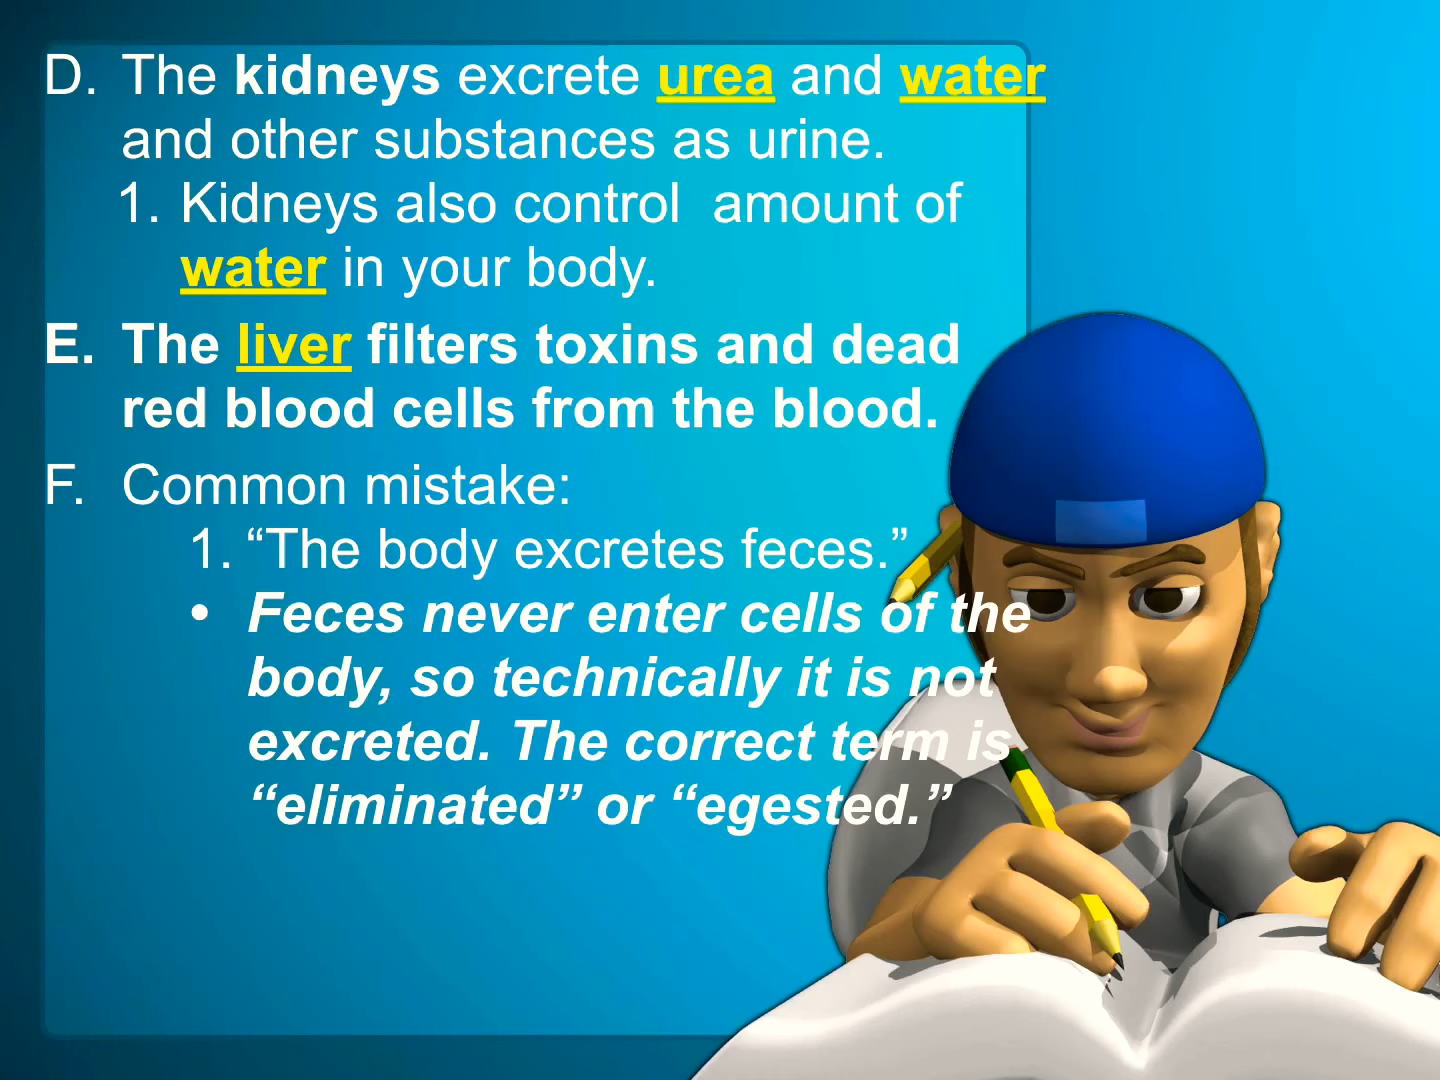 D. The kidneys excrete urea and water
and other substances as urine.
1. Kidneys also control  amount of
water in your body.
E. The liver filters toxins and dead
red blood cells from the blood.
F. Common mistake:
1. “The body excretes feces.”
• Feces never enter cells of the
body, so technically it is not
excreted. The correct term is
“eliminated” or “egested.”